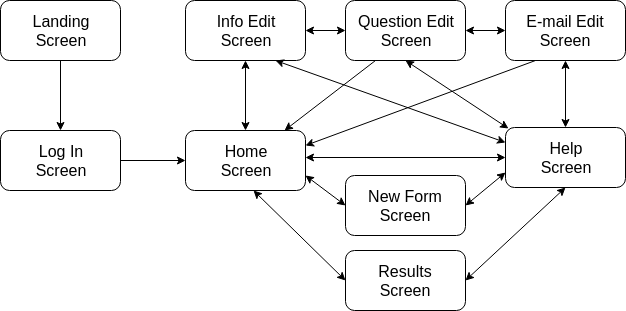 Landing
Screen
Info Edit
Screen
Question Edit
Screen
E-mail Edit
Screen
Log In
Screen
Home
Screen
Help
Screen
New Form
Screen
Results
Screen